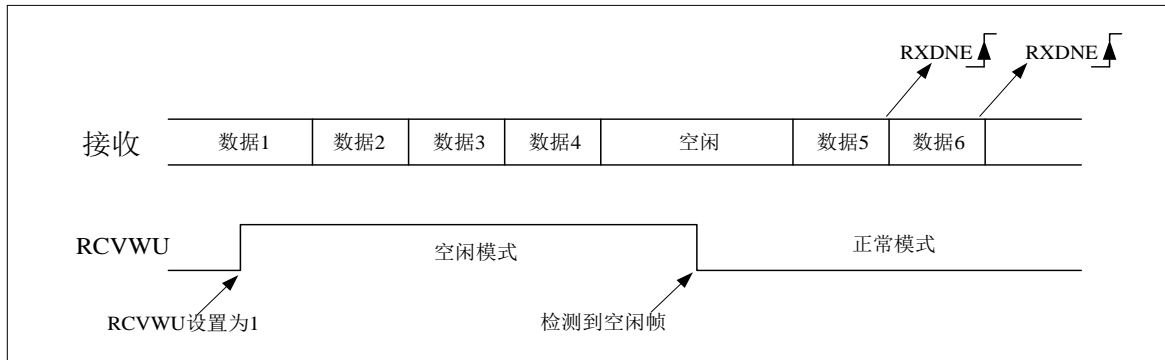 RXDNE RXDNE
接收 数据1 数据2 数据3 数据4 空闲 数据5 数据6
RCVWU 空闲模式 正常模式
RCVWU设置为1 检测到空闲帧